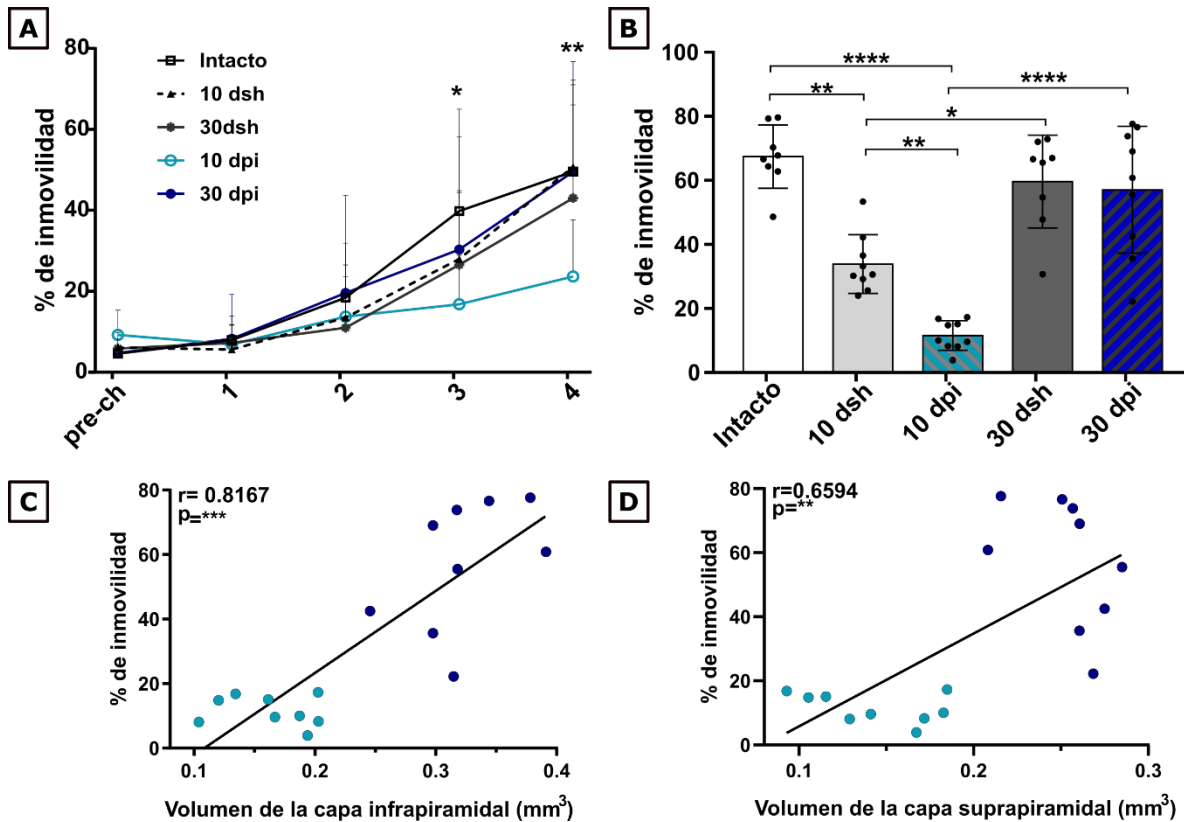 A
% de inmovilidad
80
60
40
20
0
Intacto
10 dsh
30dsh
10 dpi
30 dpi
*
**
pre-ch
1
2
3
4
B
% de inmovilidad
100
80
60
40
20
0
****
**
****
*
**
Intacto
10 dsh
10 dpi
30 dsh
30 dpi
C
r= 0.8167
p=***
% de inmovilidad
80
60
40
20
0
0.1
0.2
0.3
0.4
Volumen de la capa infrapiramidal (mm³)
D
r=0.6594
p=**
% de inmovilidad
80
60
40
20
0
0.1
0.2
0.3
Volumen de la capa suprapiramidal (mm³)